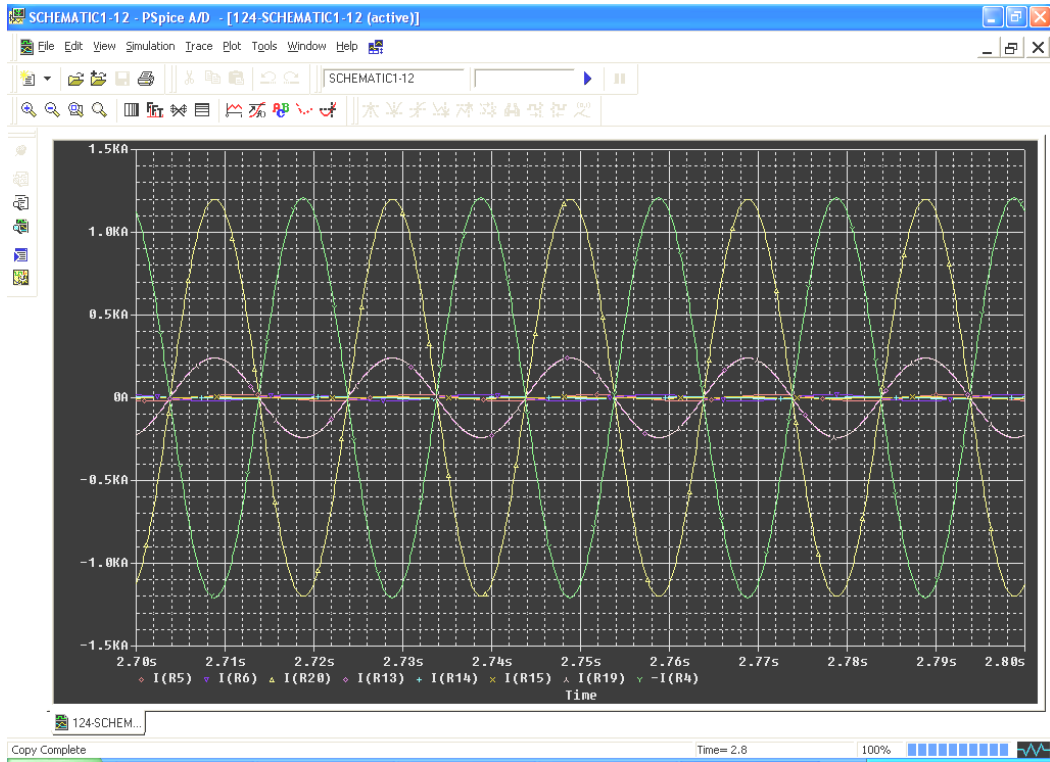 SCHEMATIC1-12 - PSpice A/D - [124-SCHEMATIC1-12 (active)]
File Edit View Simulation Trace Plot Tools Window Help
SCHEMATIC1-12
FFT
ABC
1.5KA
1.0KA
0.5KA
0A
-0.5KA
-1.0KA
-1.5KA
2.70s 2.71s 2.72s 2.73s 2.74s 2.75s 2.76s 2.77s 2.78s 2.79s 2.80s
I(R5) I(R6) I(R20) I(R13) I(R14) I(R15) I(R19) -I(R4)
Time
124-SCHEM...
Copy Complete Time= 2.8 100%